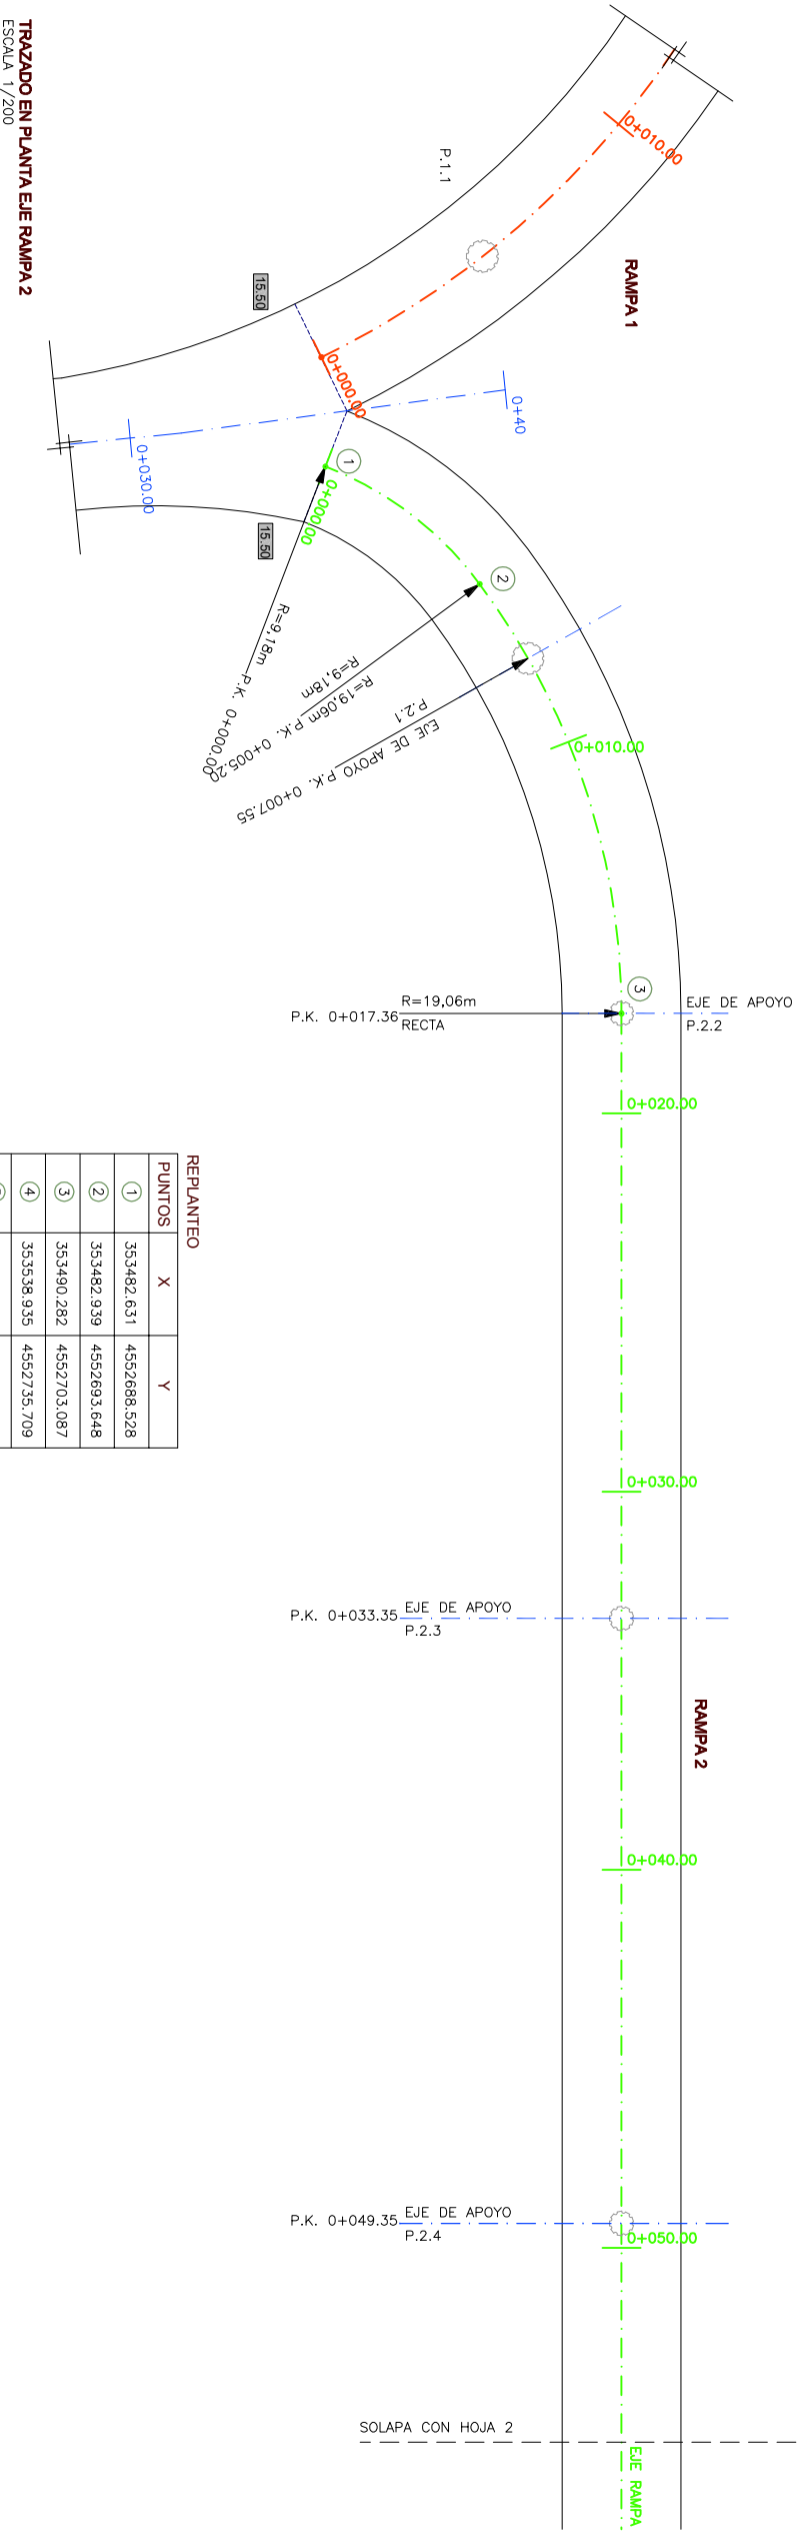 0+010.00
RAMPA 1
P.1.1
15.50
0+000.00
0+40
0+030.00
15.50
1
0+000.00
2
R=9,18m
P.K. 0+000.00
R=9,18m
R=19,06m
P.K. 0+005.20
P.2.1
EJE DE APOYO
P.K. 0+007.55
0+010.00
3
R=19,06m
RECTA
P.K. 0+017.36
EJE DE APOYO
P.2.2
0+020.00
0+030.00
P.K. 0+033.35
EJE DE APOYO
P.2.3
RAMPA 2
0+040.00
P.K. 0+049.35
EJE DE APOYO
P.2.4
0+050.00
SOLAPA CON HOJA 2
EJE RAMPA
TRAZADO EN PLANTA EJE RAMPA 2
ESCALA 1/200
REPLANTEO
PUNTOS X Y
1 353482.631 4552688.528
2 353482.939 4552693.648
3 353490.282 4552703.087
4 353538.935 4552735.709